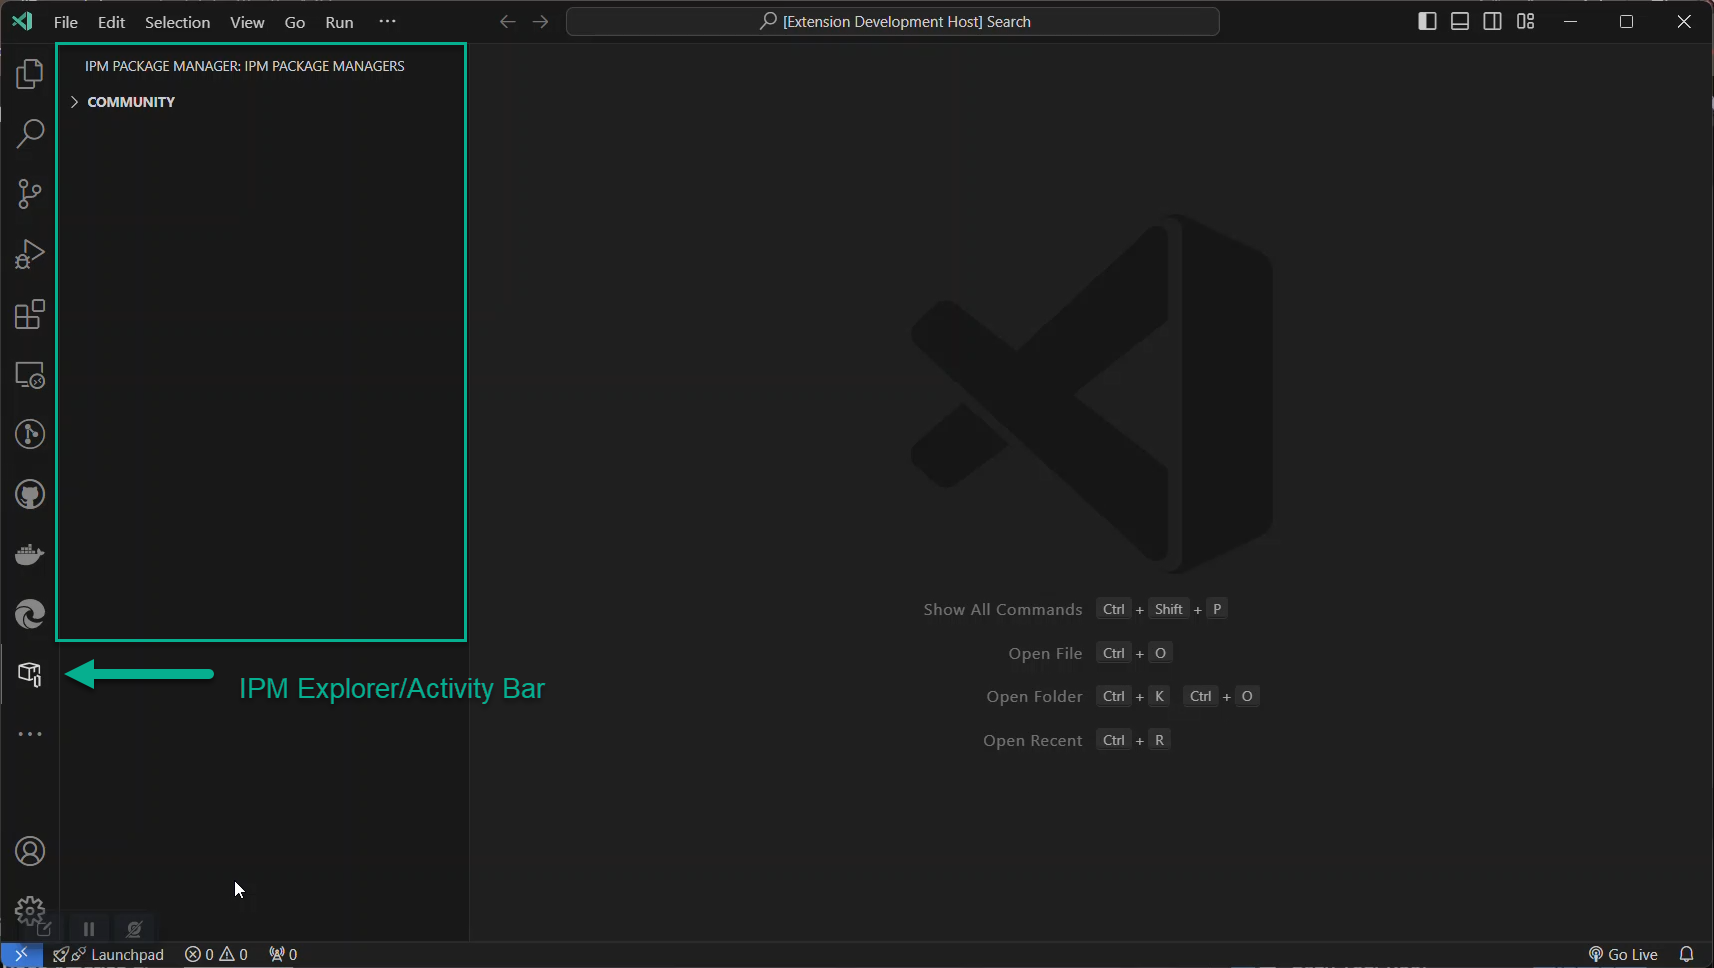 File Edit Selection View Go Run ···
[Extension Development Host] Search
IPM PACKAGE MANAGER: IPM PACKAGE MANAGERS
COMMUNITY
Show All Commands Ctrl + Shift + P
Open File Ctrl + O
IPM Explorer/Activity Bar
Open Folder Ctrl + K Ctrl + O
Open Recent Ctrl + R
Launchpad 0 0 0 Go Live